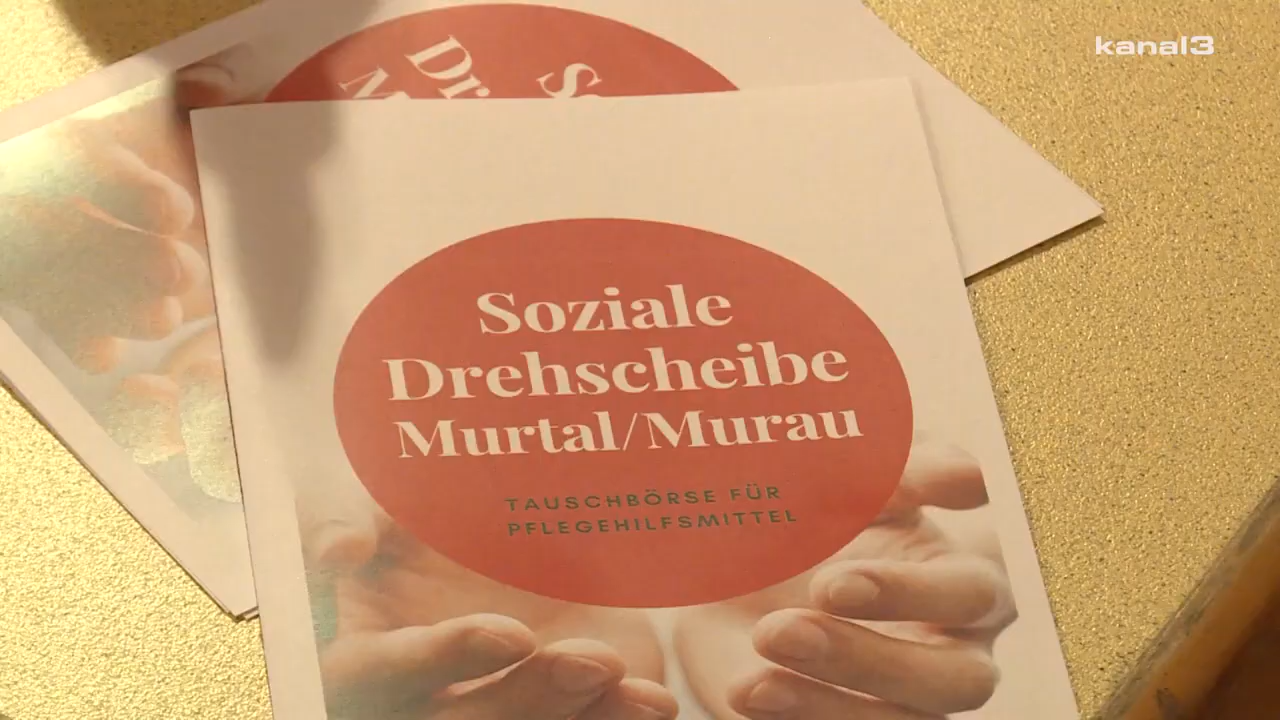 kanal3
Soziale
Drehscheibe
Murtal/Murau
TAUSCHBÖRSE FÜR
PFLEGEHILFSMITTEL